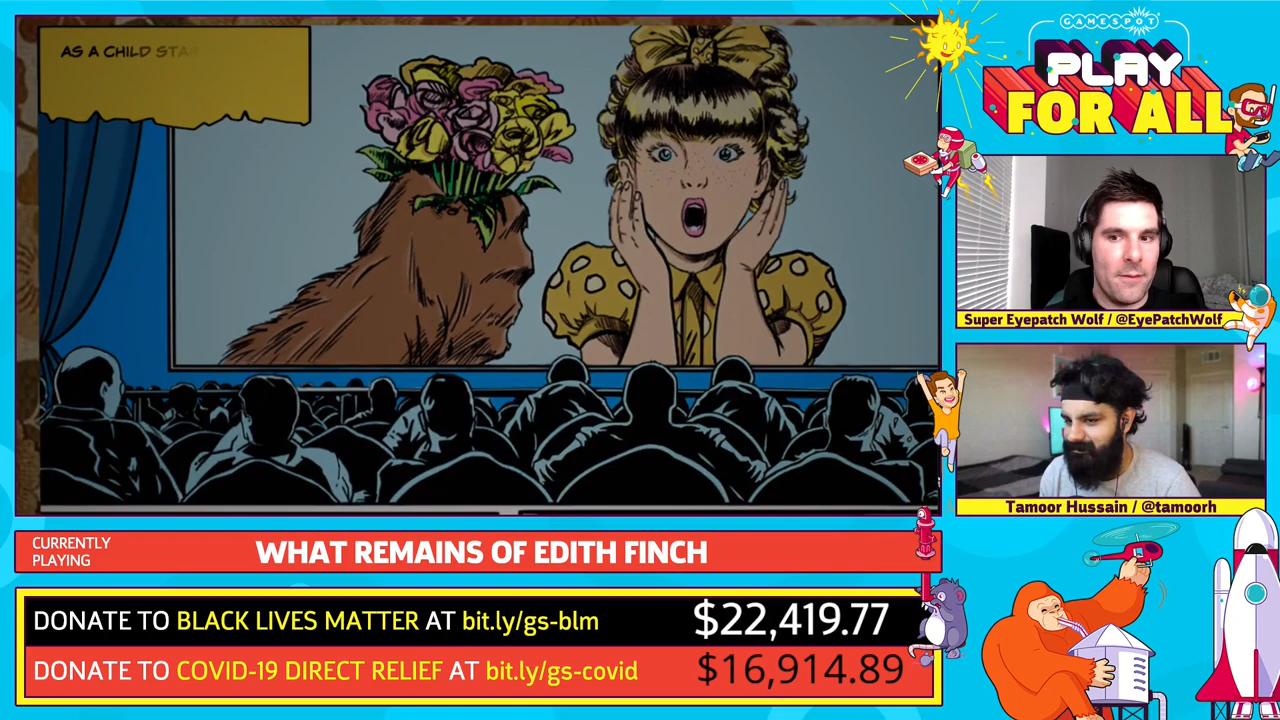 AS A CHILD STA
GAMESPOT
PLAY
FOR ALL
Super Eyepatch Wolf / @EyePatchWolf
Tamoor Hussain / @tamoorh
CURRENTLY
PLAYING
WHAT REMAINS OF EDITH FINCH
DONATE TO BLACK LIVES MATTER AT bit.ly/gs-blm $22,419.77
DONATE TO COVID-19 DIRECT RELIEF AT bit.ly/gs-covid $16,914.89